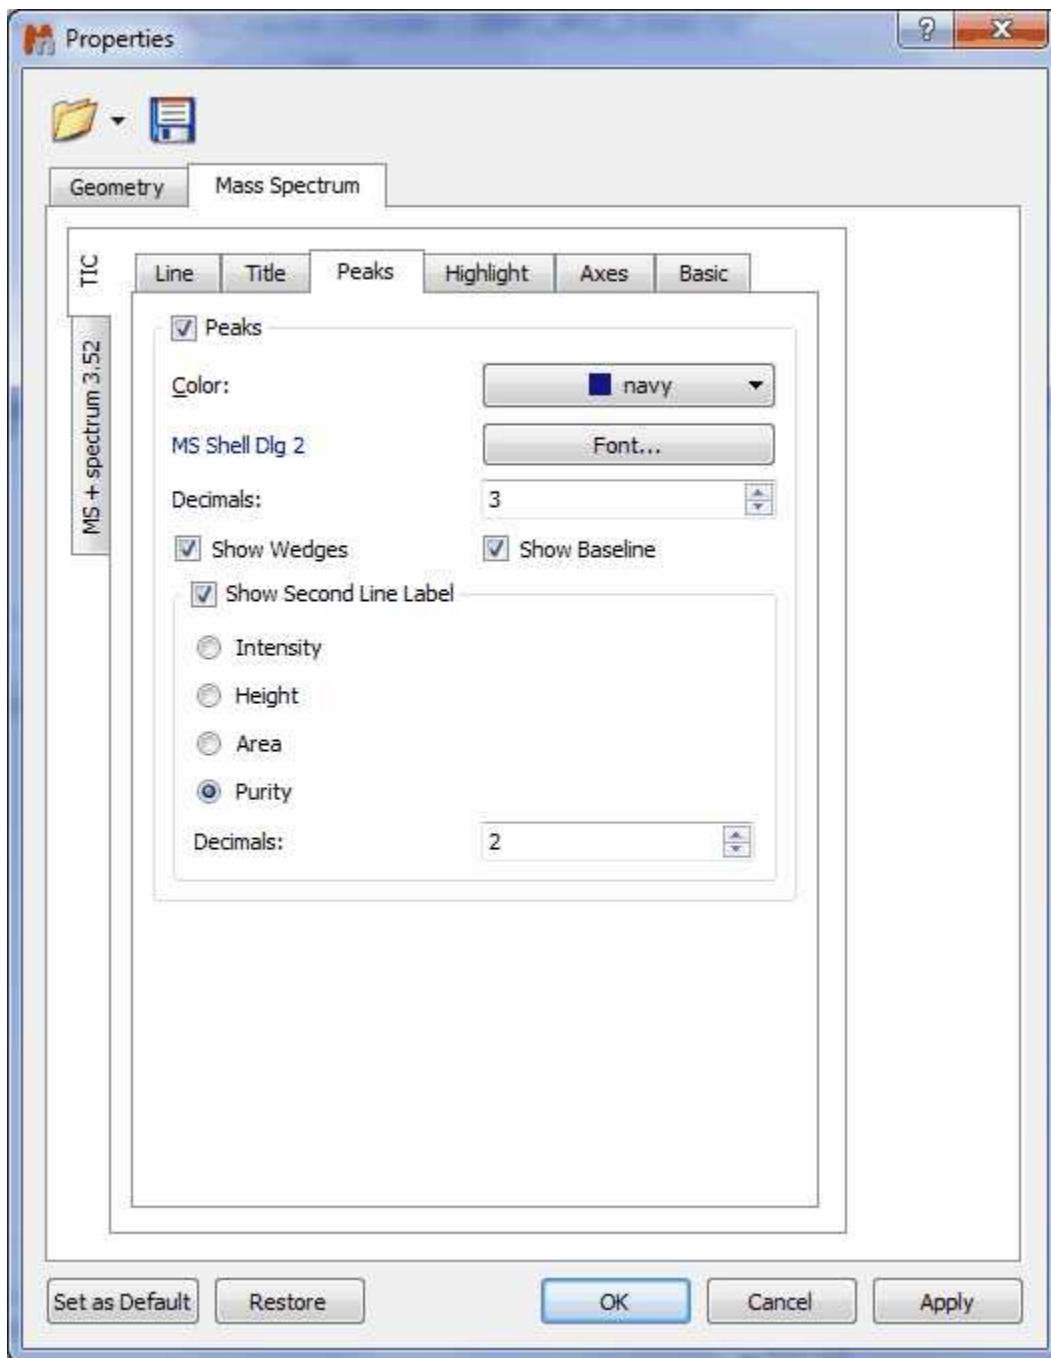 Properties
Geometry Mass Spectrum
TIC
MS + spectrum 3.52
Line Title Peaks Highlight Axes Basic
Peaks
Color: navy
MS Shell Dlg 2 Font...
Decimals: 3
Show Wedges Show Baseline
Show Second Line Label
Intensity
Height
Area
Purity
Decimals: 2
Set as Default Restore OK Cancel Apply